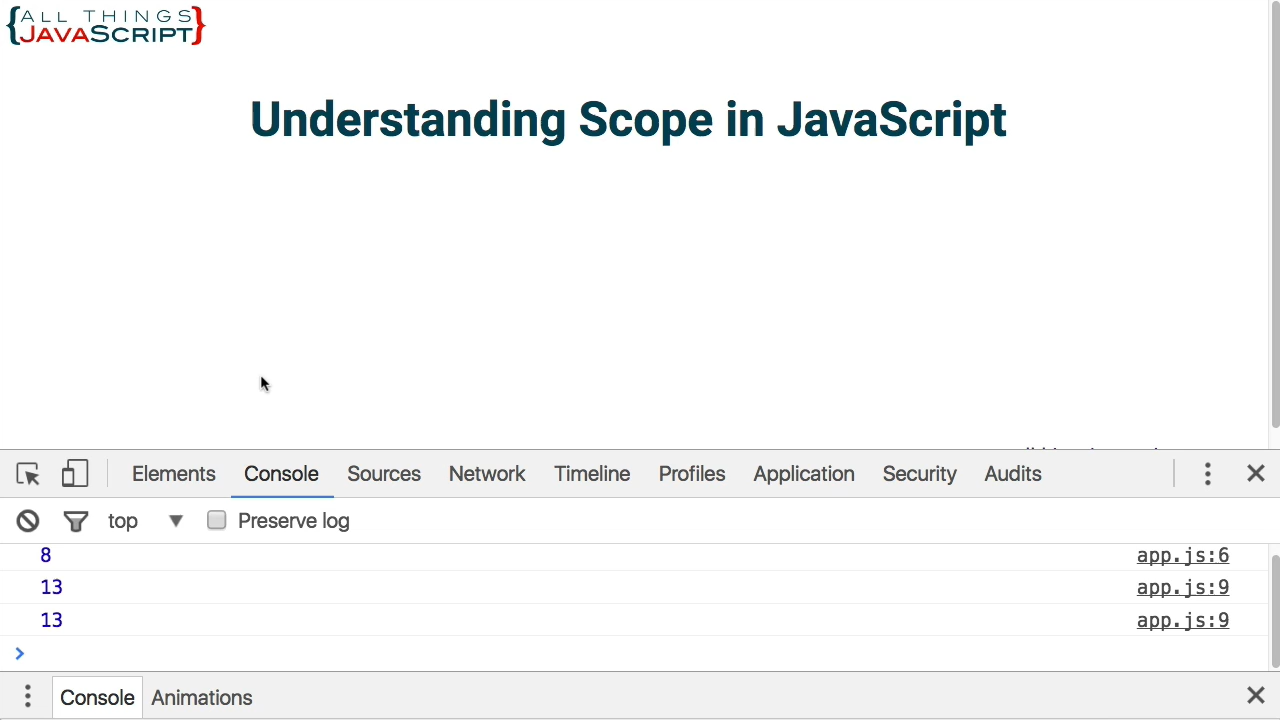 {ALL THINGS
JAVASCRIPT}
Understanding Scope in JavaScript
Elements Console Sources Network Timeline Profiles Application Security Audits
top Preserve log
8 app.js:6
13 app.js:9
13 app.js:9
Console Animations